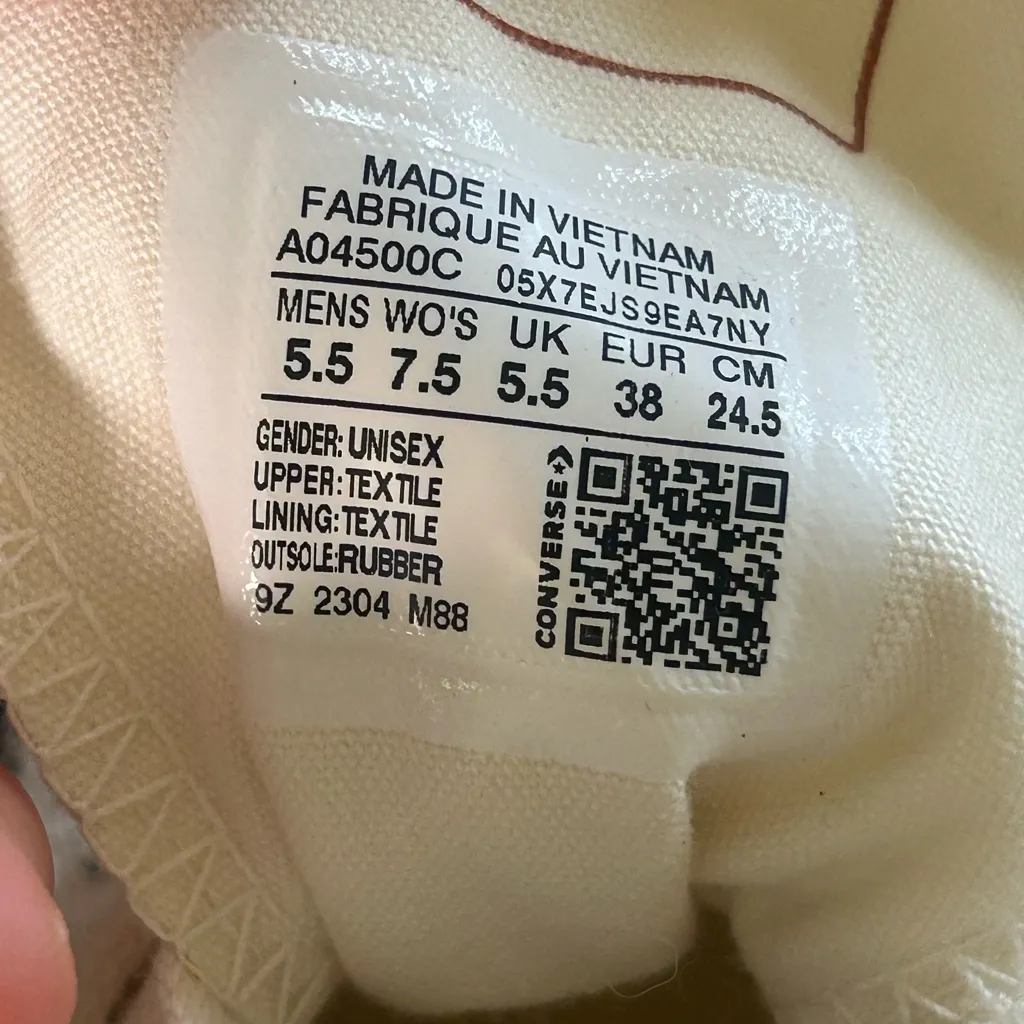 MADE IN VIETNAM
FABRIQUE AU VIETNAM
A04500C 05X7EJS9EA7NY
MENS WO'S UK EUR CM
5.5 7.5 5.5 38 24.5
GENDER: UNISEX
UPPER: TEXTILE
LINING: TEXTILE
OUTSOLE:RUBBER
9Z 2304 M88
CONVERSE